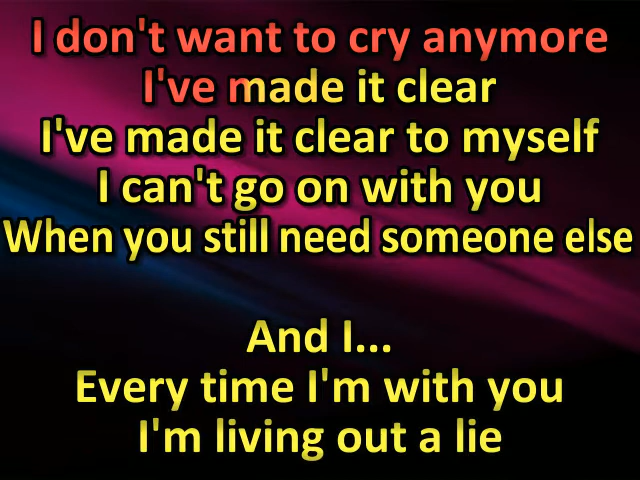 I don't want to cry anymore
I've made it clear
I've made it clear to myself
I can't go on with you
When you still need someone else
And I...
Every time I'm with you
I'm living out a lie